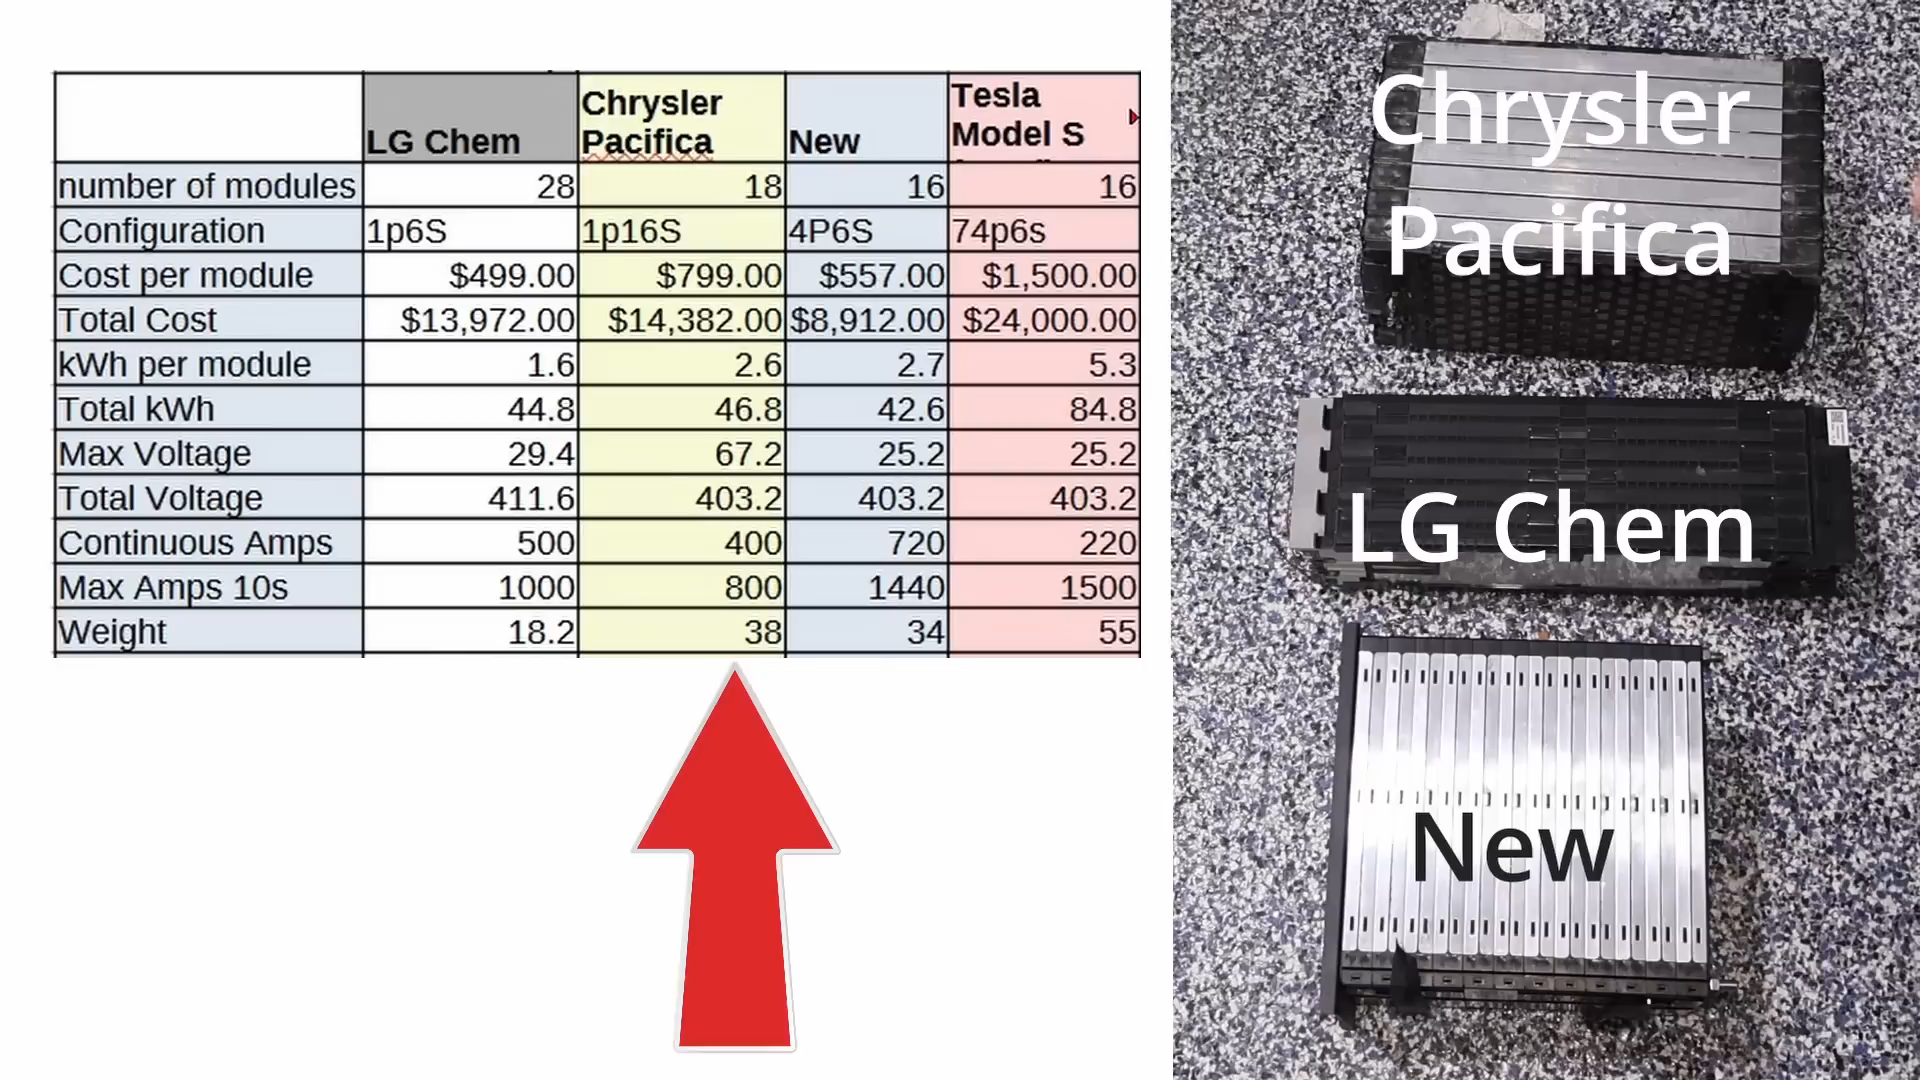 LG Chem Chrysler Pacifica New Tesla Model S
number of modules 28 18 16 16
Configuration 1p6S 1p16S 4P6S 74p6s
Cost per module $499.00 $799.00 $557.00 $1,500.00
Total Cost $13,972.00 $14,382.00 $8,912.00 $24,000.00
kWh per module 1.6 2.6 2.7 5.3
Total kWh 44.8 46.8 42.6 84.8
Max Voltage 29.4 67.2 25.2 25.2
Total Voltage 411.6 403.2 403.2 403.2
Continuous Amps 500 400 720 220
Max Amps 10s 1000 800 1440 1500
Weight 18.2 38 34 55
Chrysler
Pacifica
LG Chem
New